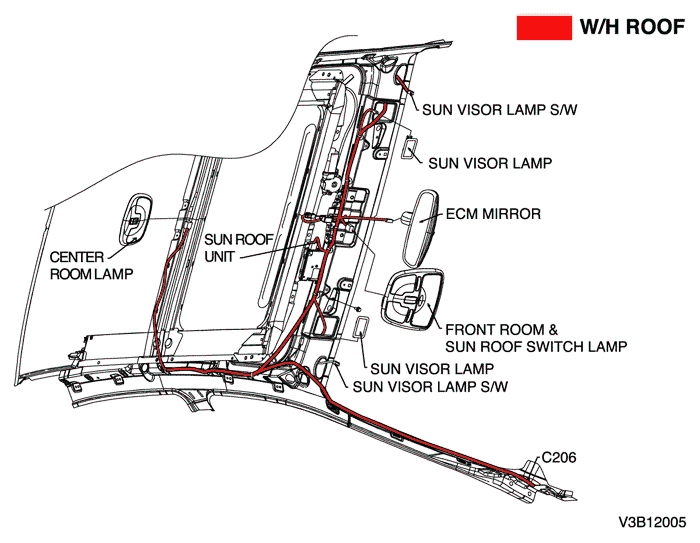 W/H ROOF
SUN VISOR LAMP S/W
SUN VISOR LAMP
ECM MIRROR
SUN ROOF
UNIT
CENTER
ROOM LAMP
FRONT ROOM &
SUN ROOF SWITCH LAMP
SUN VISOR LAMP
SUN VISOR LAMP S/W
C206
V3B12005